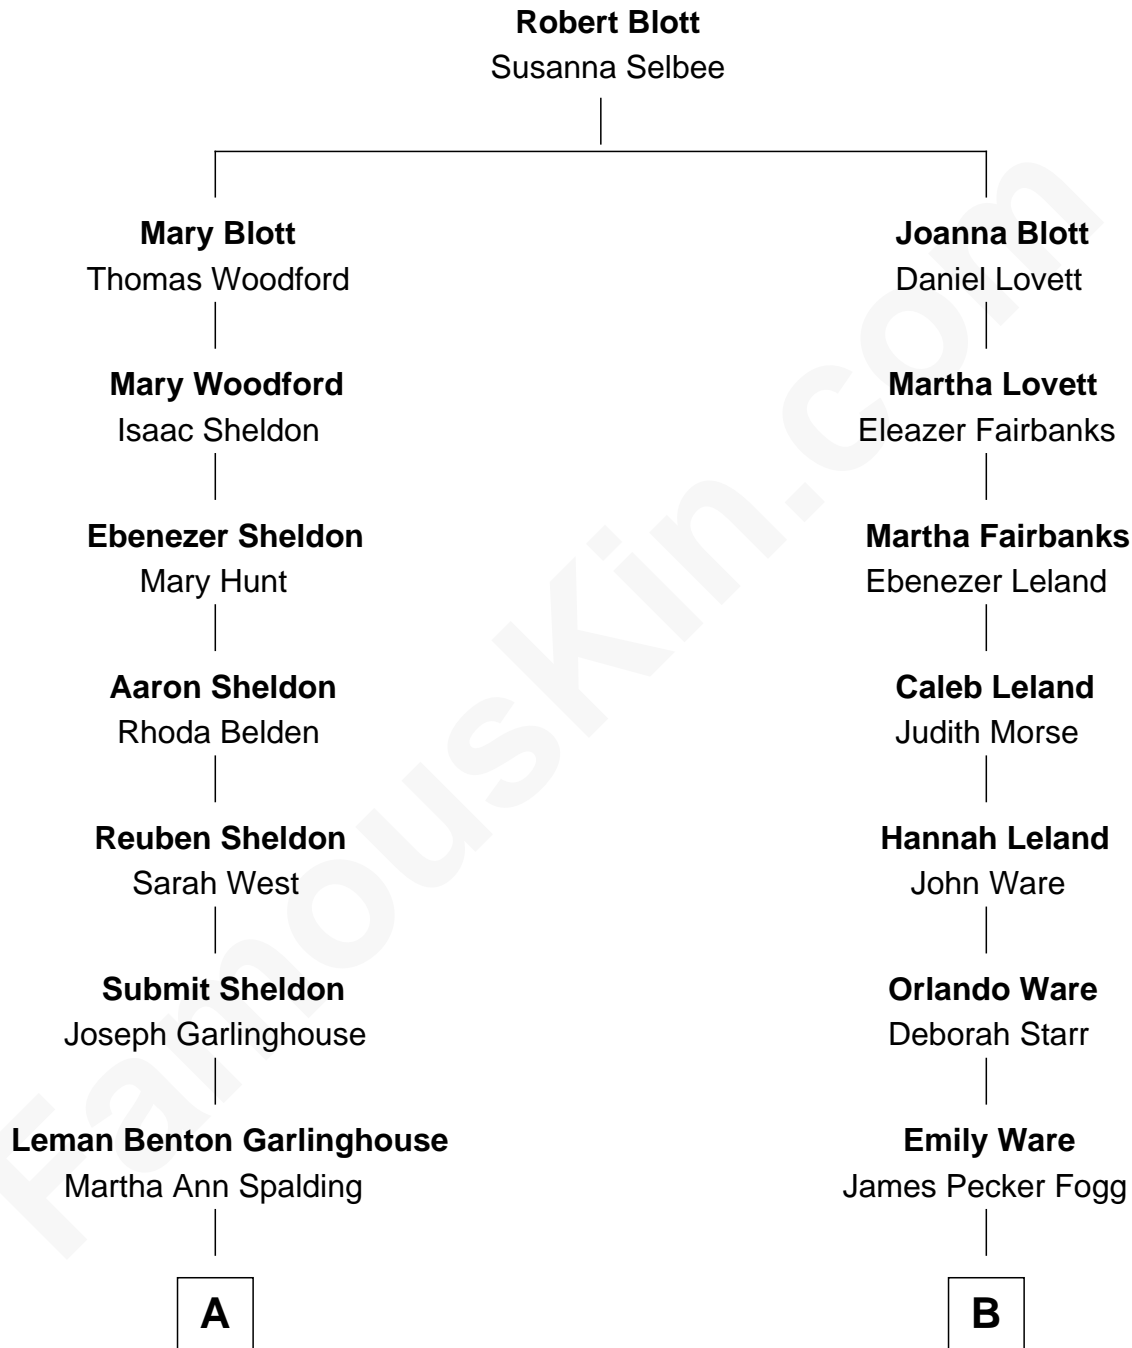 Robert Blott
Susanna Selbee
Mary Blott
Thomas Woodford
Joanna Blott
Daniel Lovett
Mary Woodford
Isaac Sheldon
Martha Lovett
Eleazer Fairbanks
Ebenezer Sheldon
Mary Hunt
Martha Fairbanks
Ebenezer Leland
Aaron Sheldon
Rhoda Belden
Caleb Leland
Judith Morse
Reuben Sheldon
Sarah West
Hannah Leland
John Ware
Submit Sheldon
Joseph Garlinghouse
Orlando Ware
Deborah Starr
Leman Benton Garlinghouse
Martha Ann Spalding
Emily Ware
James Pecker Fogg
A
B
FamousKin.com